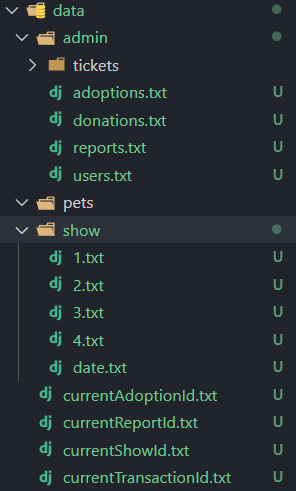 data
admin
tickets
dj adoptions.txt U
dj donations.txt U
dj reports.txt U
dj users.txt U
pets
show
dj 1.txt U
dj 2.txt U
dj 3.txt U
dj 4.txt U
dj date.txt U
dj currentAdoptionId.txt U
dj currentReportId.txt U
dj currentShowId.txt U
dj currentTransactionId.txt U